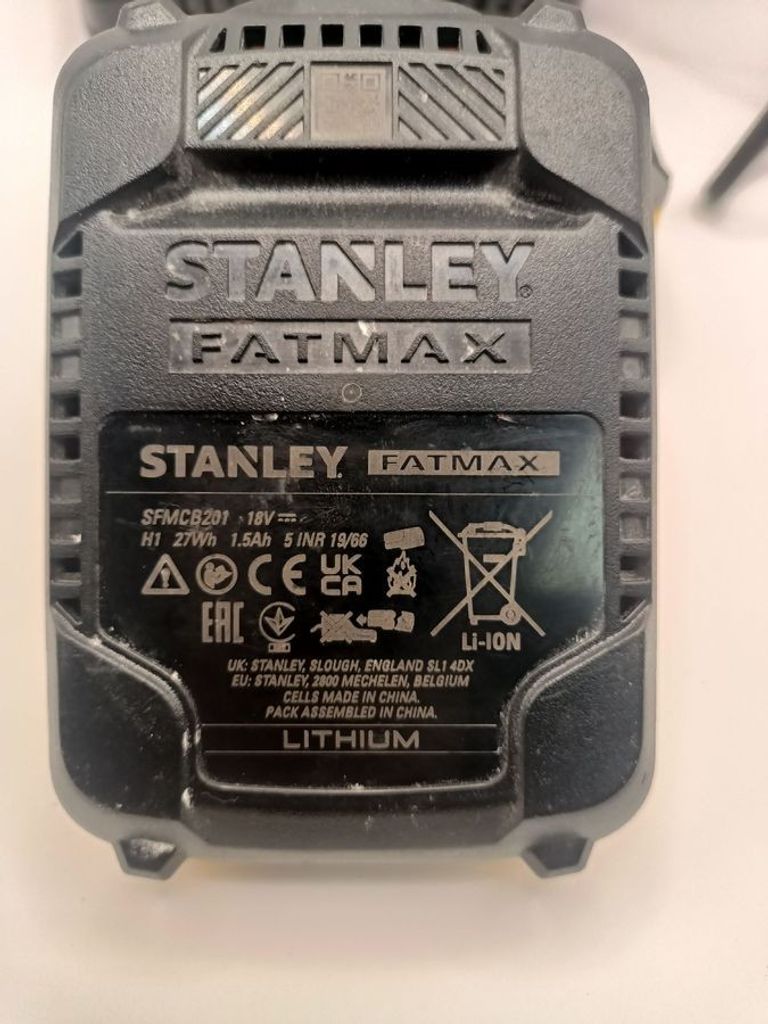 STANLEY®
FATMAX
STANLEY® FATMAX
SFMCB201 18V
H1 27Wh 1.5Ah 5 INR 19/66
CE UK CA
EAC
Li-ION
UK: STANLEY, SLOUGH, ENGLAND SL1 4DX
EU: STANLEY, 2800 MECHELEN, BELGIUM
CELLS MADE IN CHINA.
PACK ASSEMBLED IN CHINA.
LITHIUM